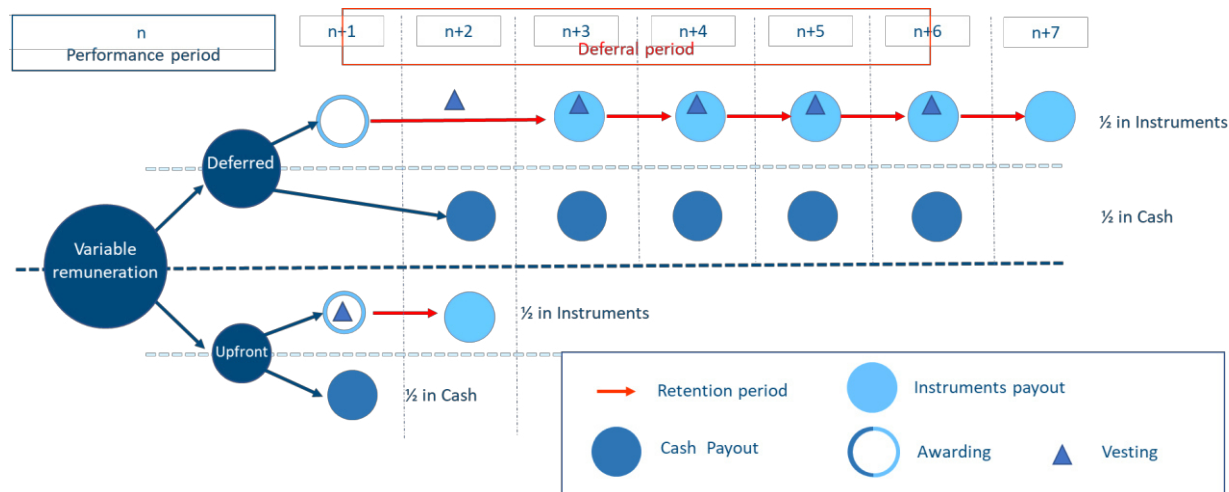 n
n+1
n+2
n+3
n+4
n+5
n+6
n+7
Performance period
Deferral period
½ in Instruments
Deferred
½ in Cash
Variable
remuneration
½ in Instruments
Upfront
½ in Cash
Retention period
Instruments payout
Cash Payout
Awarding
Vesting